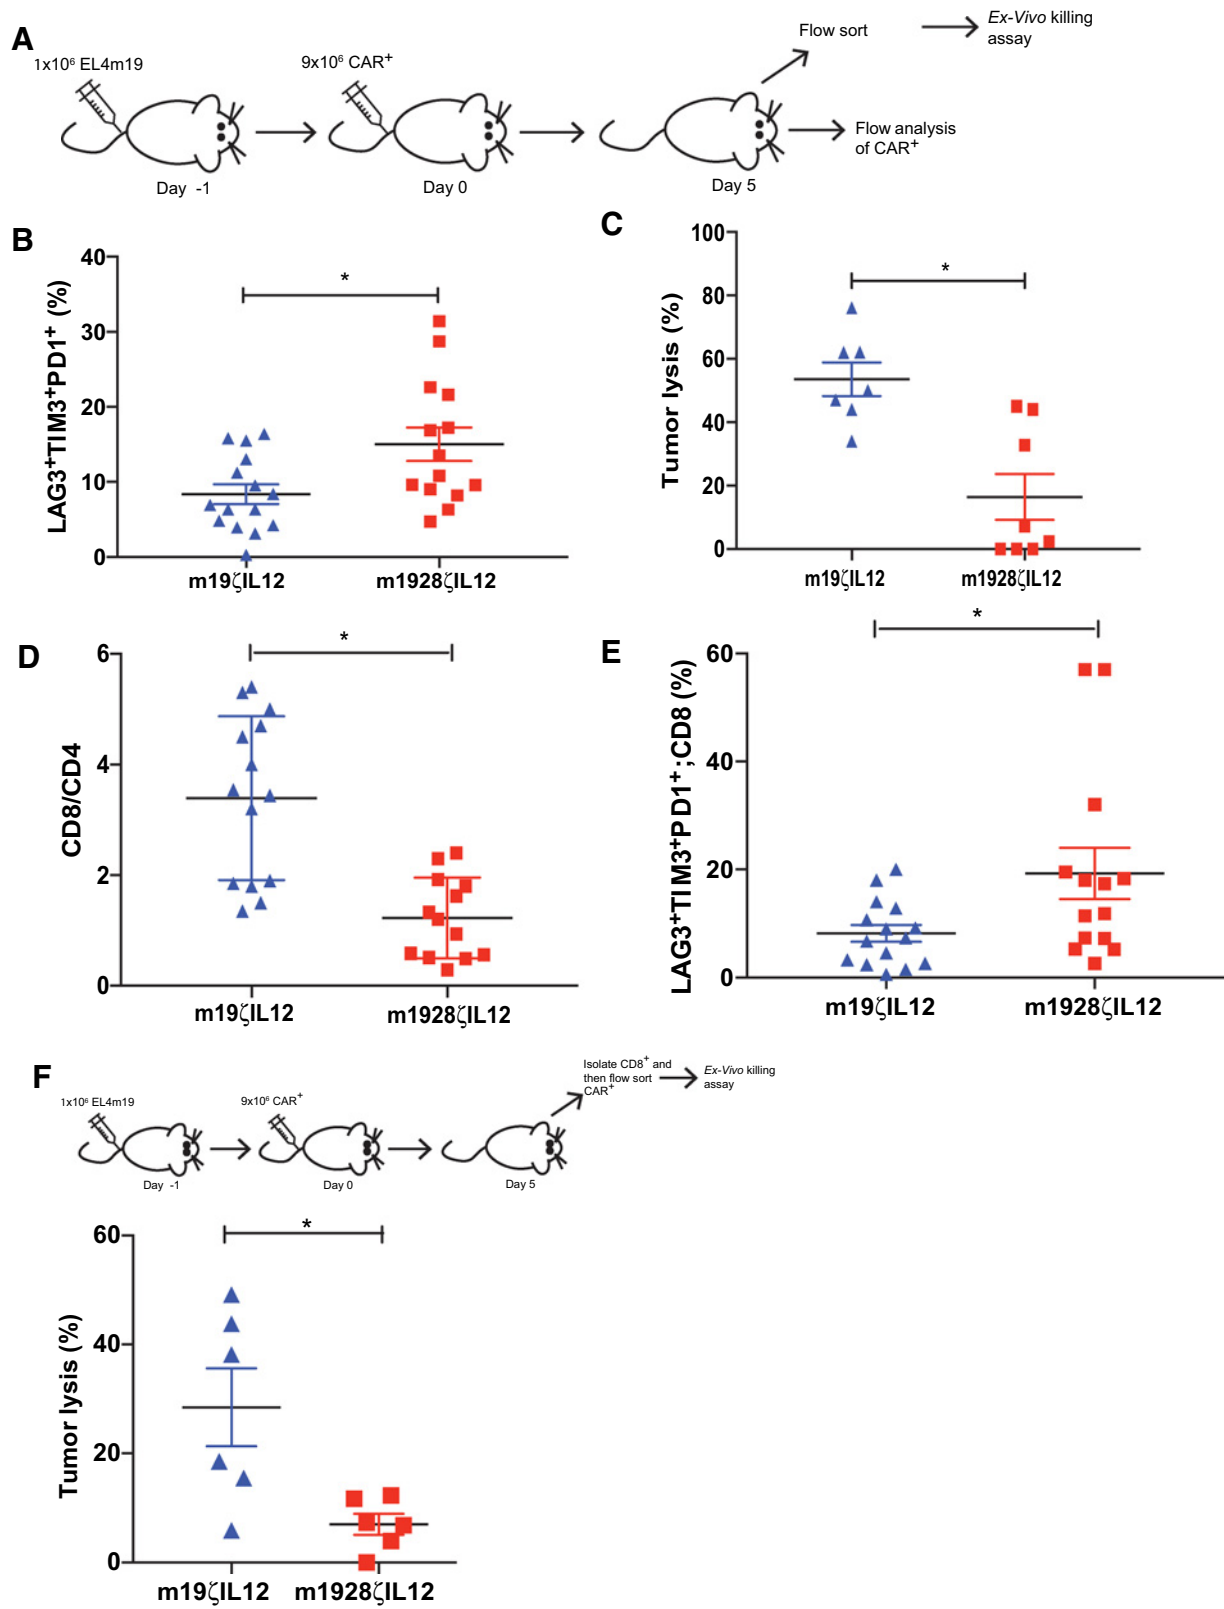 A
1x10⁶ EL4m19
9x10⁶ CAR⁺
Flow sort
Ex-Vivo killing
assay
Flow analysis
of CAR⁺
Day -1
Day 0
Day 5
B
LAG3⁺TIM3⁺PD1⁺ (%)
40
30
20
10
0
*
m19ζIL12
m1928ζIL12
C
Tumor lysis (%)
100
80
60
40
20
0
*
m19ζIL12
m1928ζIL12
D
CD8/CD4
6
4
2
0
*
m19ζIL12
m1928ζIL12
E
LAG3⁺TIM3⁺PD1⁺;CD8 (%)
60
40
20
0
*
m19ζIL12
m1928ζIL12
F
1x10⁶ EL4m19
9x10⁶ CAR⁺
Isolate CD8⁺ and
then flow sort
CAR⁺
Ex-Vivo killing
assay
Day -1
Day 0
Day 5
Tumor lysis (%)
60
40
20
0
*
m19ζIL12
m1928ζIL12